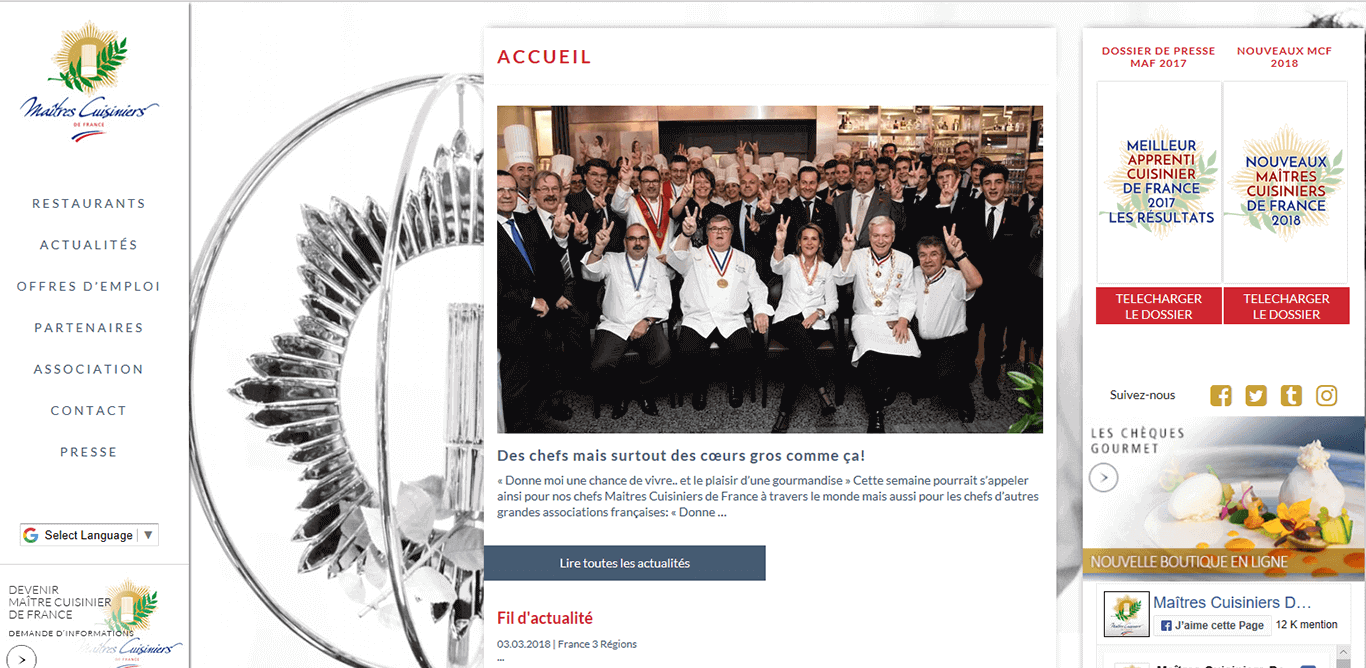 Maîtres Cuisiniers
DE FRANCE
RESTAURANTS
ACTUALITÉS
OFFRES D'EMPLOI
PARTENAIRES
ASSOCIATION
CONTACT
PRESSE
G Select Language ▼
DEVENIR
MAÎTRE CUISINIER
DE FRANCE
DEMANDE D'INFORMATIONS
Maîtres Cuisiniers
DE FRANCE
ACCUEIL
Des chefs mais surtout des cœurs gros comme ça!
« Donne moi une chance de vivre.. et le plaisir d'une gourmandise » Cette semaine pourrait s'appeler
ainsi pour nos chefs Maitres Cuisiniers de France à travers le monde mais aussi pour les chefs d'autres
grandes associations françaises: « Donne ...
Lire toutes les actualités
Fil d'actualité
03.03.2018 | France 3 Régions
...
DOSSIER DE PRESSE
MAF 2017
NOUVEAUX MCF
2018
MEILLEUR
APPRENTI
CUISINIER
DE FRANCE
2017
LES RÉSULTATS
NOUVEAUX
MAÎTRES
CUISINIERS
DE FRANCE
2018
TELECHARGER
LE DOSSIER
TELECHARGER
LE DOSSIER
Suivez-nous
LES CHÈQUES
GOURMET
NOUVELLE BOUTIQUE EN LIGNE
Maîtres Cuisiniers D...
J'aime cette Page
12 K mention